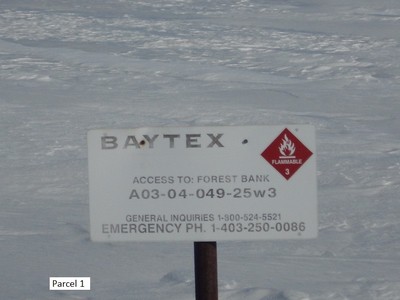 BAYTEX
FLAMMABLE
3
ACCESS TO: FOREST BANK
A03-04-049-25w3
GENERAL INQUIRIES 1-800-524-5521
EMERGENCY PH. 1-403-250-0086
Parcel 1